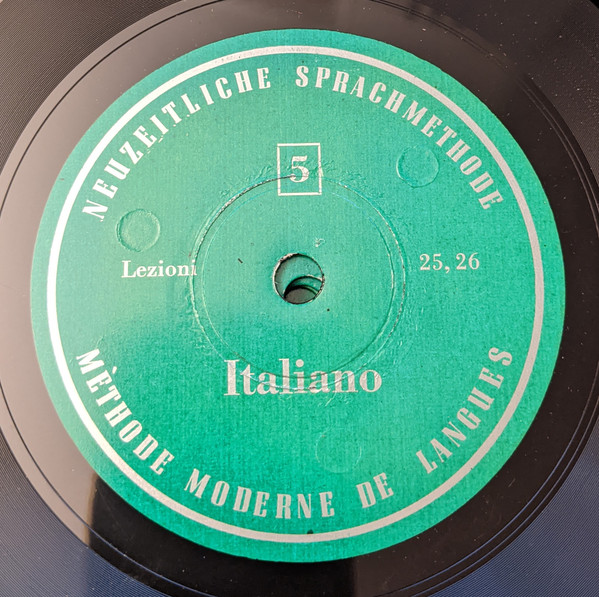 NEUZEITLICHE SPRACHMETHODE
5
Lezioni 25, 26
Italiano
MÈTHODE MODERNE DE LANGUES